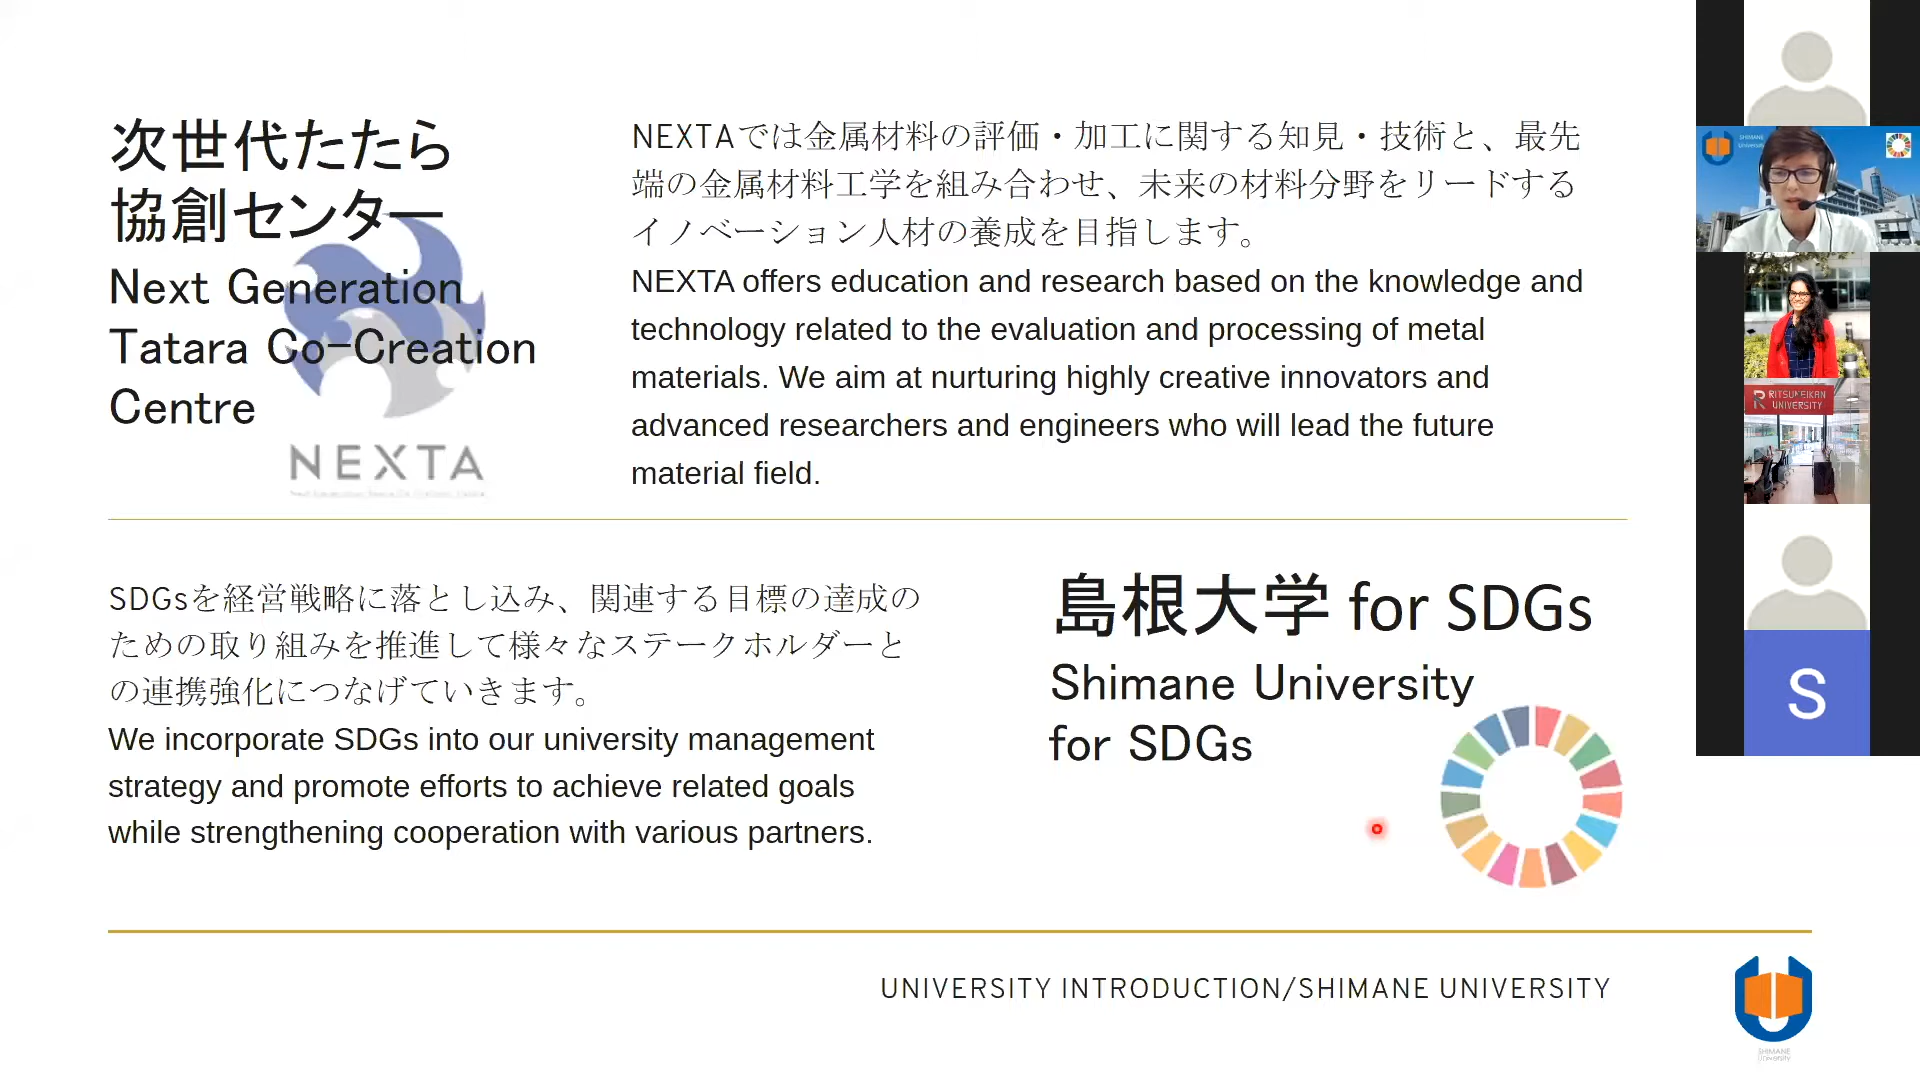 次世代たたら
協創センター
Next Generation
Tatara Co-Creation
Centre
NEXTA
NEXTAでは金属材料の評価・加工に関する知見・技術と、最先
端の金属材料工学を組み合わせ、未来の材料分野をリードする
イノベーション人材の養成を目指します。
NEXTA offers education and research based on the knowledge and
technology related to the evaluation and processing of metal
materials. We aim at nurturing highly creative innovators and
advanced researchers and engineers who will lead the future
material field.
SDGsを経営戦略に落とし込み、関連する目標の達成の
ための取り組みを推進して様々なステークホルダーと
の連携強化につなげていきます。
We incorporate SDGs into our university management
strategy and promote efforts to achieve related goals
while strengthening cooperation with various partners.
島根大学 for SDGs
Shimane University
for SDGs
UNIVERSITY INTRODUCTION/SHIMANE UNIVERSITY
SHIMANE
University
SHIMANE
University
R RITSUMEIKAN
UNIVERSITY
S